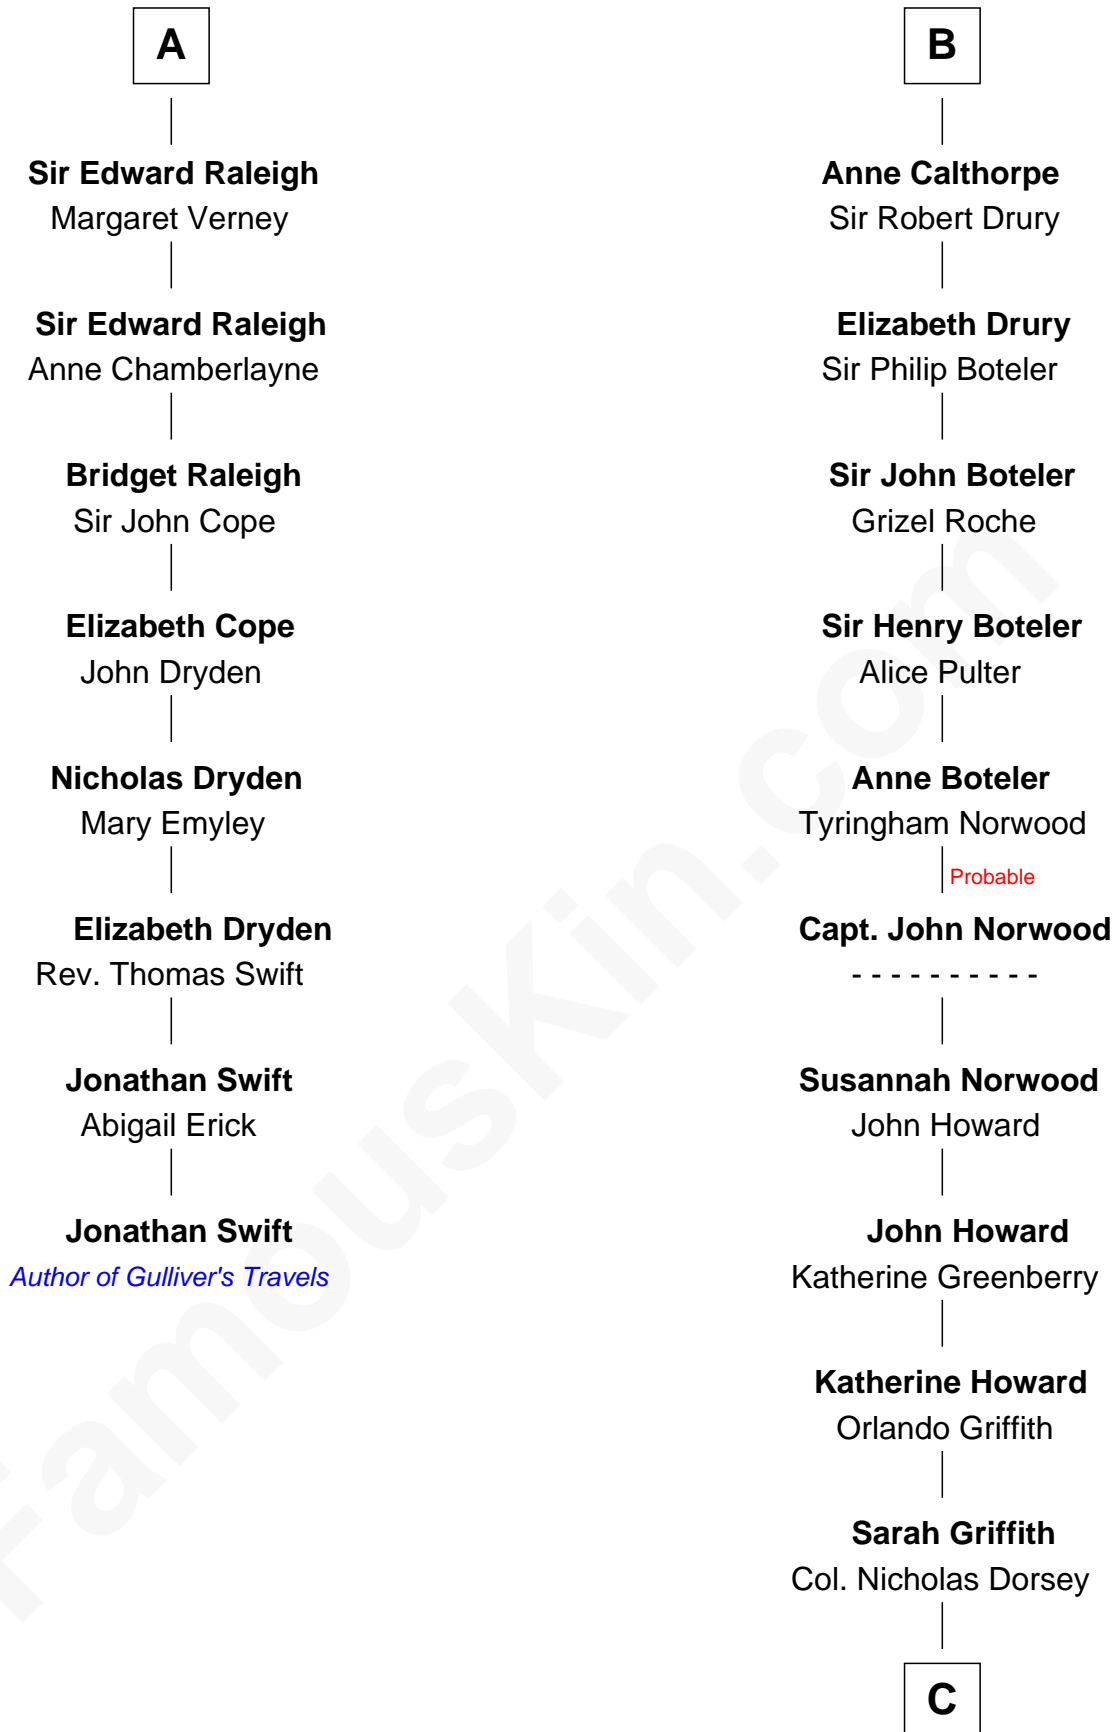 A
Sir Edward Raleigh
Margaret Verney
Sir Edward Raleigh
Anne Chamberlayne
Bridget Raleigh
Sir John Cope
Elizabeth Cope
John Dryden
Nicholas Dryden
Mary Emyley
Elizabeth Dryden
Rev. Thomas Swift
Jonathan Swift
Abigail Erick
Jonathan Swift
Author of Gulliver's Travels
B
Anne Calthorpe
Sir Robert Drury
Elizabeth Drury
Sir Philip Boteler
Sir John Boteler
Grizel Roche
Sir Henry Boteler
Alice Pulter
Anne Boteler
Tyringham Norwood
Probable
Capt. John Norwood
- - - - - - - - - -
Susannah Norwood
John Howard
John Howard
Katherine Greenberry
Katherine Howard
Orlando Griffith
Sarah Griffith
Col. Nicholas Dorsey
C
FamousKin.com